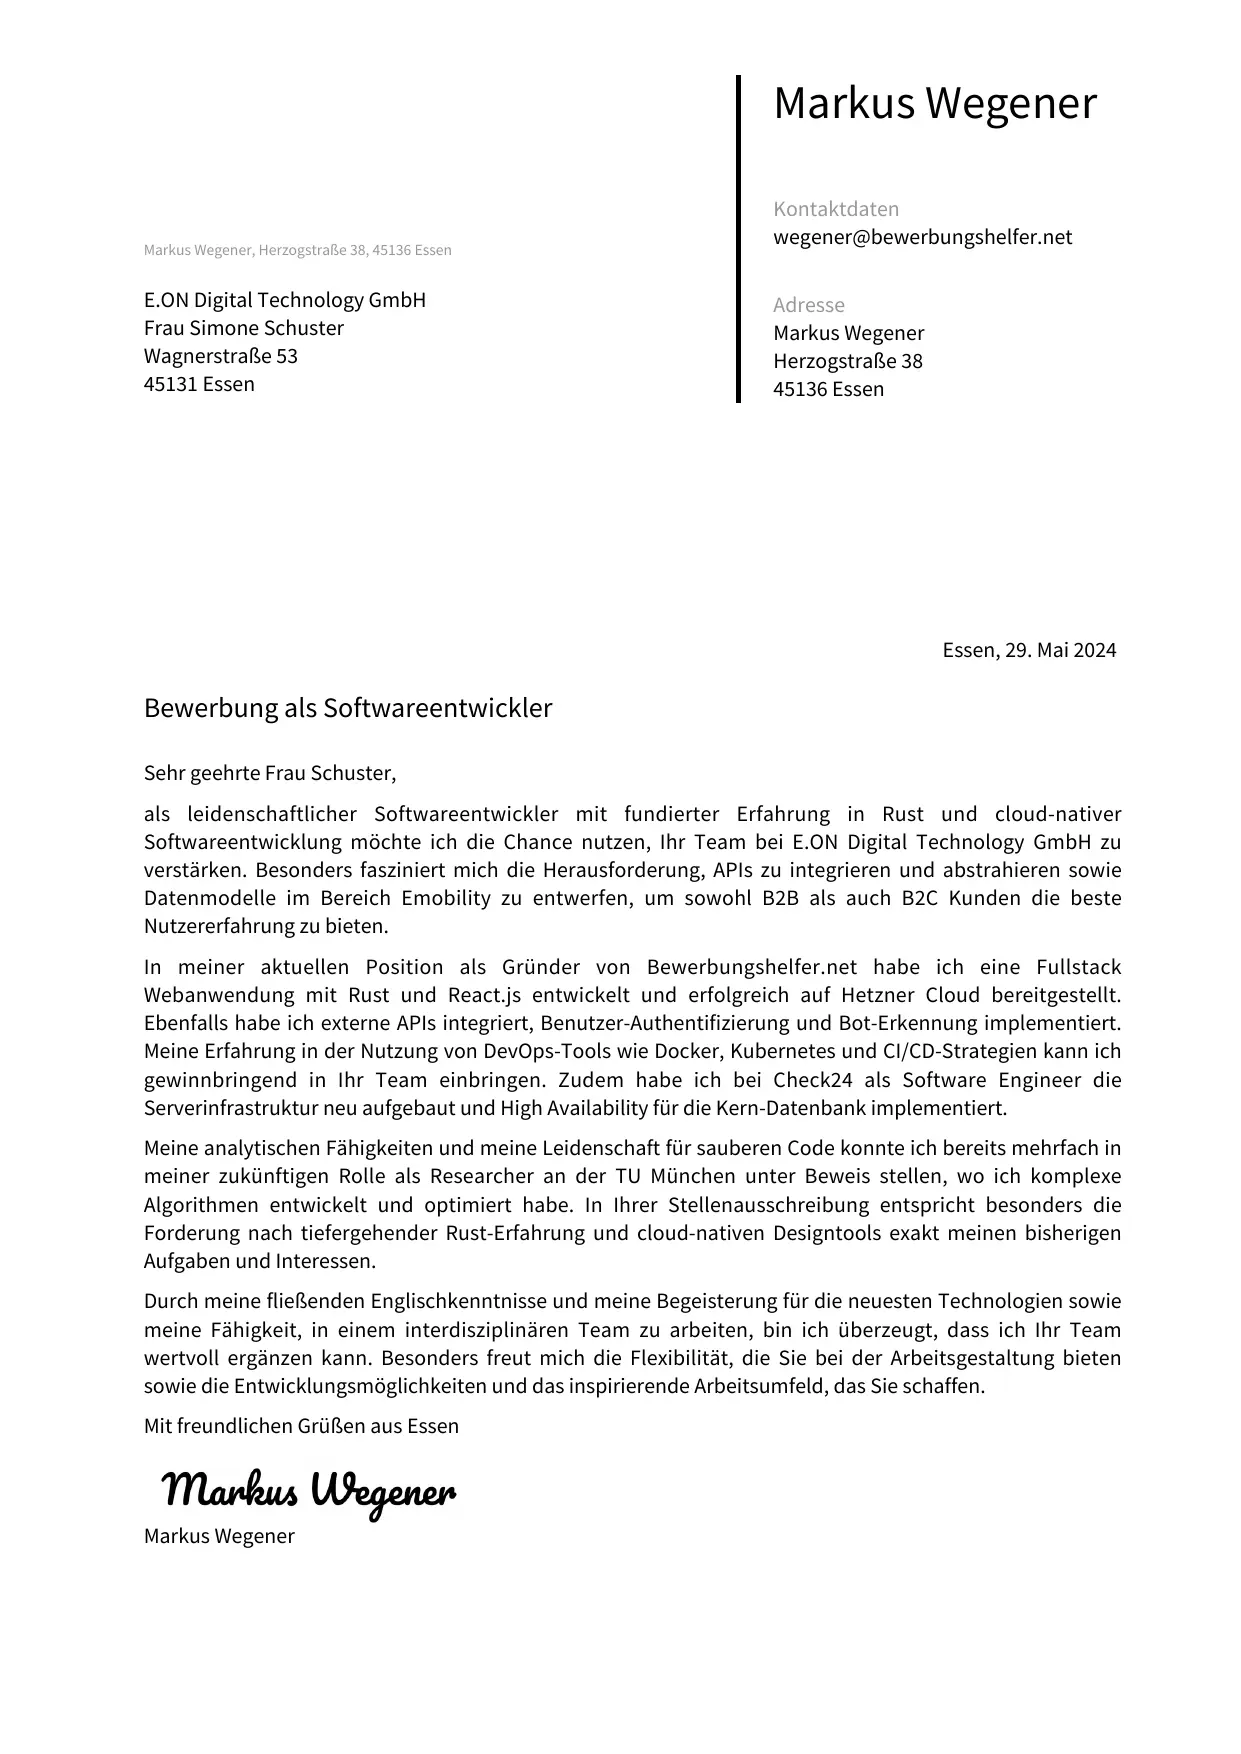 Markus Wegener
Kontaktdaten
wegener@bewerbungshelfer.net
Adresse
Markus Wegener
Herzogstraße 38
45136 Essen
Markus Wegener, Herzogstraße 38, 45136 Essen
E.ON Digital Technology GmbH
Frau Simone Schuster
Wagnerstraße 53
45131 Essen
Essen, 29. Mai 2024
Bewerbung als Softwareentwickler
Sehr geehrte Frau Schuster,
als leidenschaftlicher Softwareentwickler mit fundierter Erfahrung in Rust und cloud-nativer
Softwareentwicklung möchte ich die Chance nutzen, Ihr Team bei E.ON Digital Technology GmbH zu
verstärken. Besonders fasziniert mich die Herausforderung, APIs zu integrieren und abstrahieren sowie
Datenmodelle im Bereich Emobility zu entwerfen, um sowohl B2B als auch B2C Kunden die beste
Nutzererfahrung zu bieten.
In meiner aktuellen Position als Gründer von Bewerbungshelfer.net habe ich eine Fullstack
Webanwendung mit Rust und React.js entwickelt und erfolgreich auf Hetzner Cloud bereitgestellt.
Ebenfalls habe ich externe APIs integriert, Benutzer-Authentifizierung und Bot-Erkennung implementiert.
Meine Erfahrung in der Nutzung von DevOps-Tools wie Docker, Kubernetes und CI/CD-Strategien kann ich
gewinnbringend in Ihr Team einbringen. Zudem habe ich bei Check24 als Software Engineer die
Serverinfrastruktur neu aufgebaut und High Availability für die Kern-Datenbank implementiert.
Meine analytischen Fähigkeiten und meine Leidenschaft für sauberen Code konnte ich bereits mehrfach in
meiner zukünftigen Rolle als Researcher an der TU München unter Beweis stellen, wo ich komplexe
Algorithmen entwickelt und optimiert habe. In Ihrer Stellenausschreibung entspricht besonders die
Forderung nach tiefergehender Rust-Erfahrung und cloud-nativen Designtools exakt meinen bisherigen
Aufgaben und Interessen.
Durch meine fließenden Englischkenntnisse und meine Begeisterung für die neuesten Technologien sowie
meine Fähigkeit, in einem interdisziplinären Team zu arbeiten, bin ich überzeugt, dass ich Ihr Team
wertvoll ergänzen kann. Besonders freut mich die Flexibilität, die Sie bei der Arbeitsgestaltung bieten
sowie die Entwicklungsmöglichkeiten und das inspirierende Arbeitsumfeld, das Sie schaffen.
Mit freundlichen Grüßen aus Essen
Markus Wegener
Markus Wegener